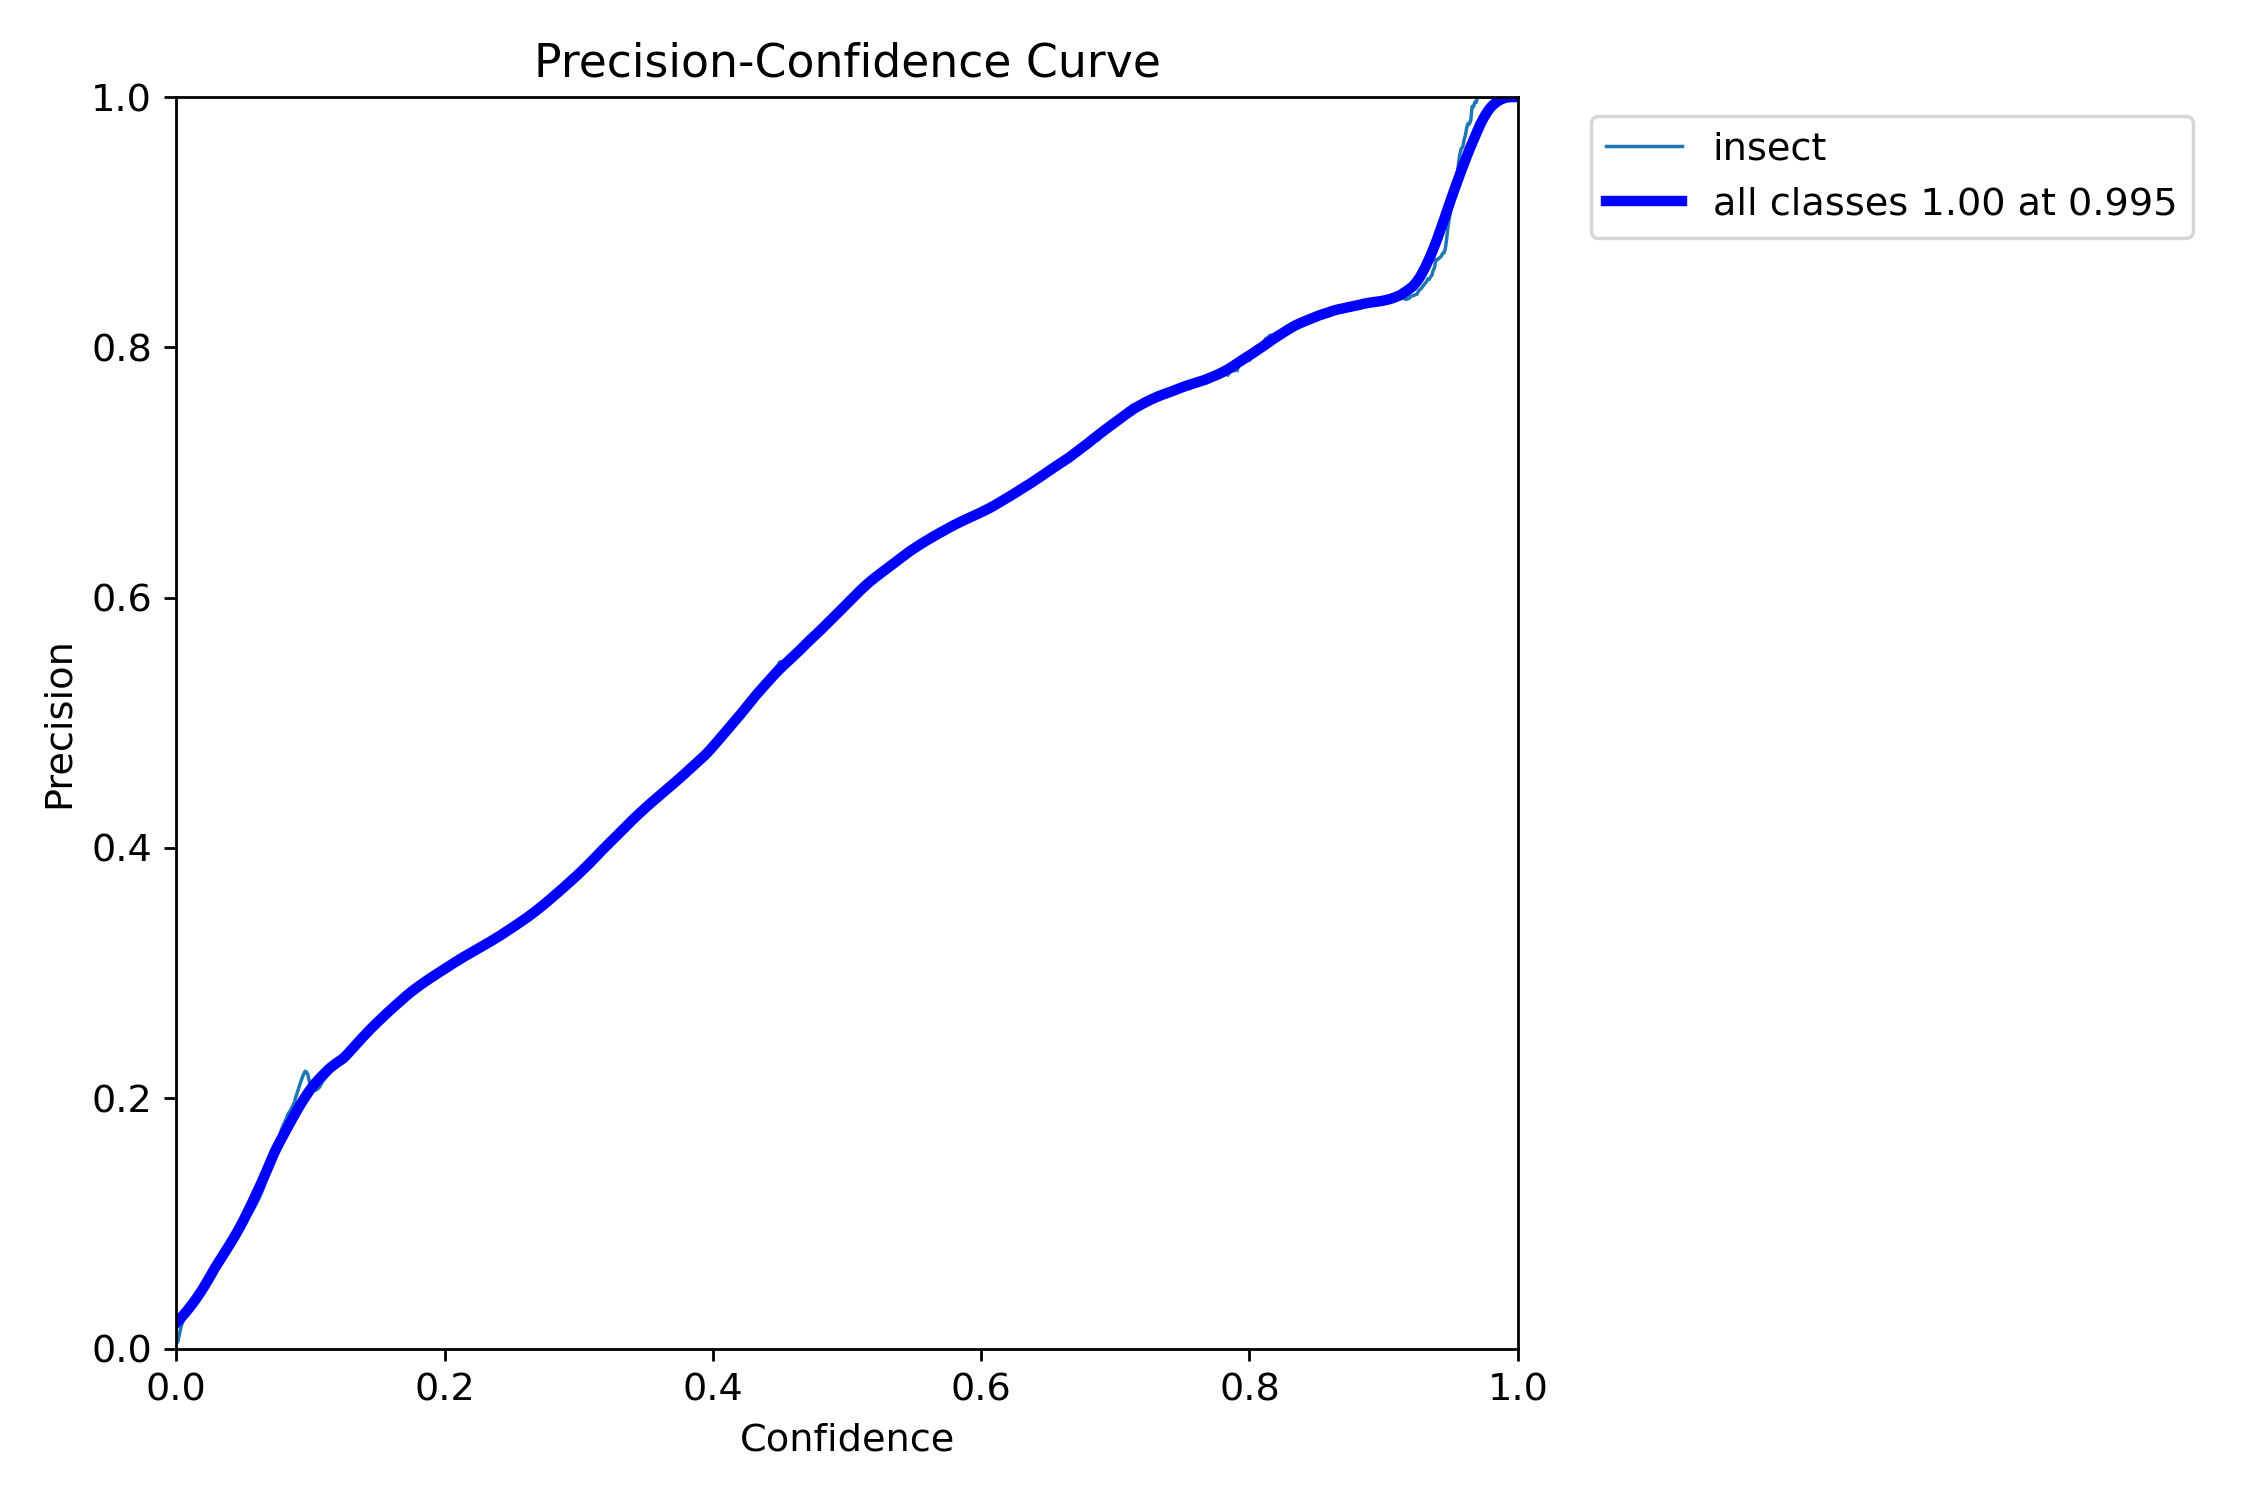 Precision-Confidence Curve
1.0
0.8
0.6
0.4
0.2
0.0
Precision
0.0 0.2 0.4 0.6 0.8 1.0
Confidence
insect
all classes 1.00 at 0.995